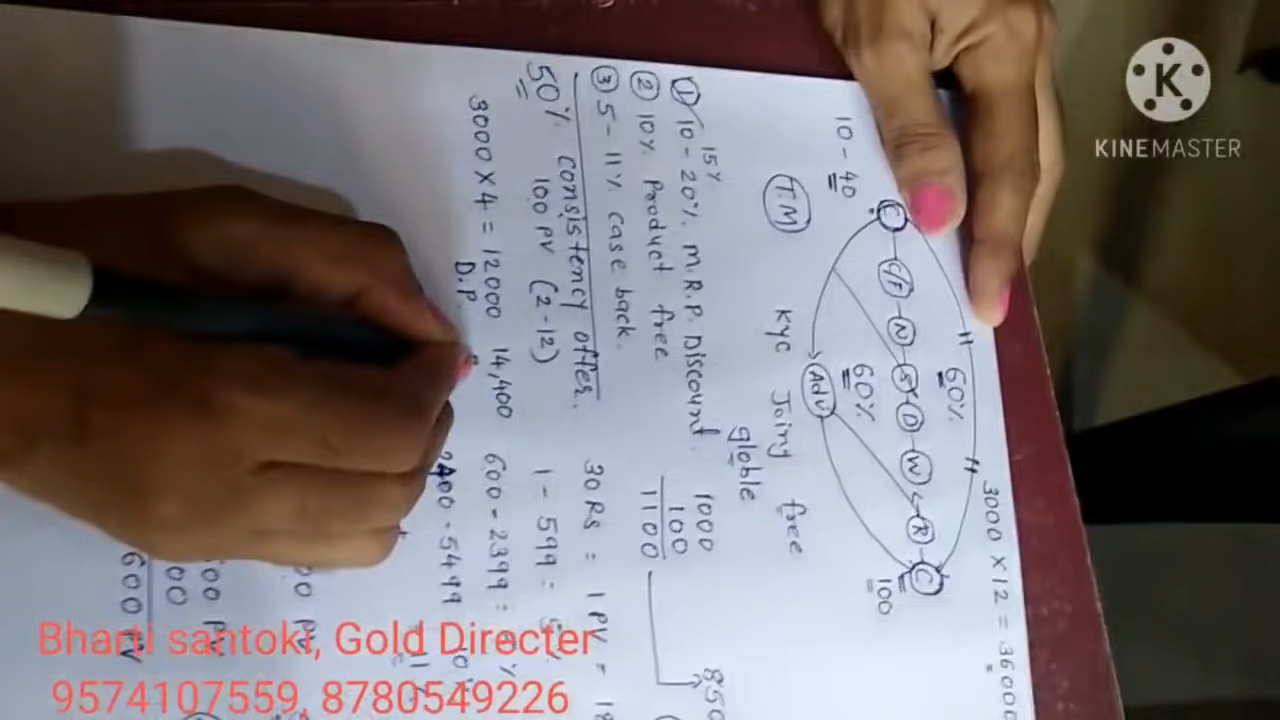 3000 X 12 = 36000
60%
C C/F N S D W R C
10 - 40
100
60%
Adv
T.M
KYC Joing free
globle
15%
① 10 - 20% M.R.P. Discount.
② 10% Product free
③ 5 - 11% case back.
1000
100
1100
850
consistency offer.
50% 100 PV (2-12)
3000 X 4 = 12000 14,400
D.P.
30 Rs = 1 PV = 18
1 - 599 =
600 - 2399 =
2400 - 5499
KINEMASTER
Bharti santoki, Gold Directer
9574107559, 8780549226